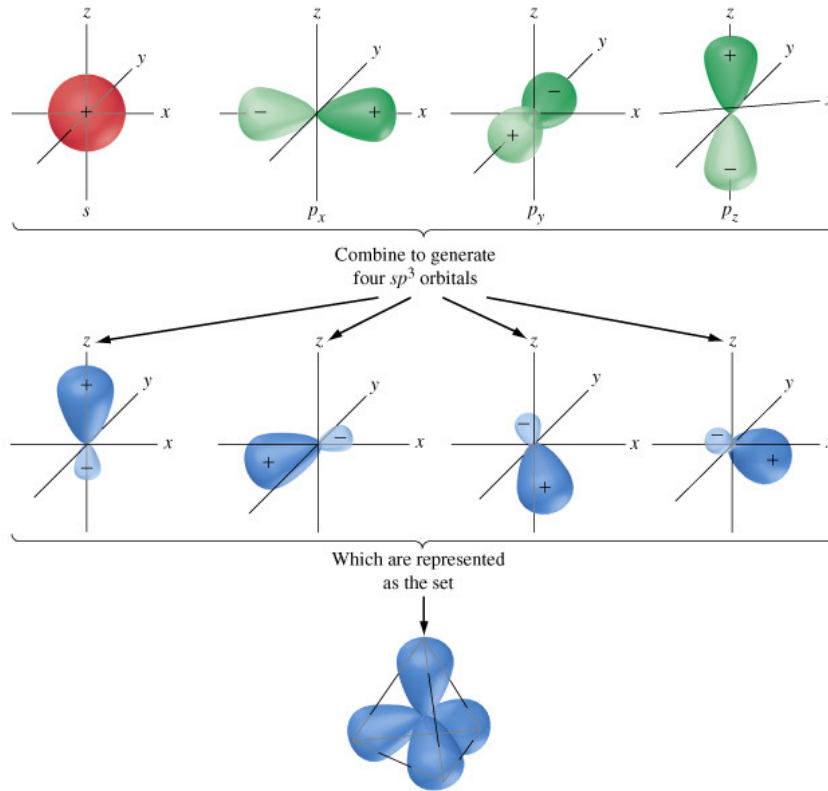 z z z z
y y y y
+ − + − + +
x x x x
−
s p_x p_y p_z
Combine to generate
four sp³ orbitals
z z z z
y y y y
+ − − −
x x x x
− + + +
Which are represented
as the set